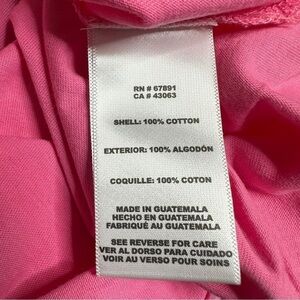 RN # 67891
CA # 43063
SHELL: 100% COTTON
EXTERIOR: 100% ALGODÓN
COQUILLE: 100% COTON
MADE IN GUATEMALA
HECHO EN GUATEMALA
FABRIQUÉ AU GUATEMALA
SEE REVERSE FOR CARE
VER AL DORSO PARA CUIDADO
VOIR AU VERSO POUR SOINS